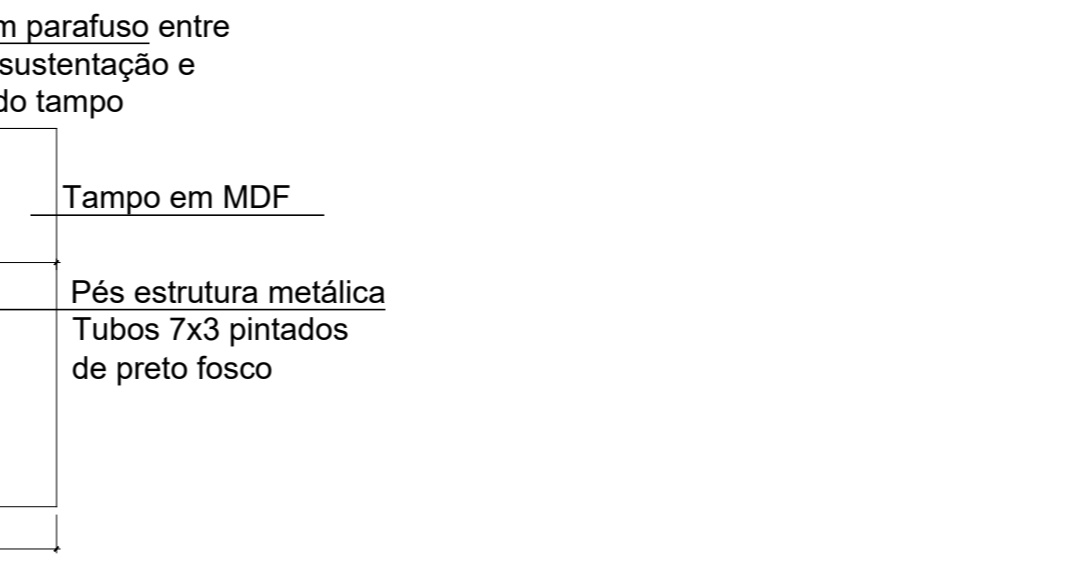 parafuso entre
sustentação e
do tampo
Tampo em MDF
Pés estrutura metálica
Tubos 7x3 pintados
de preto fosco